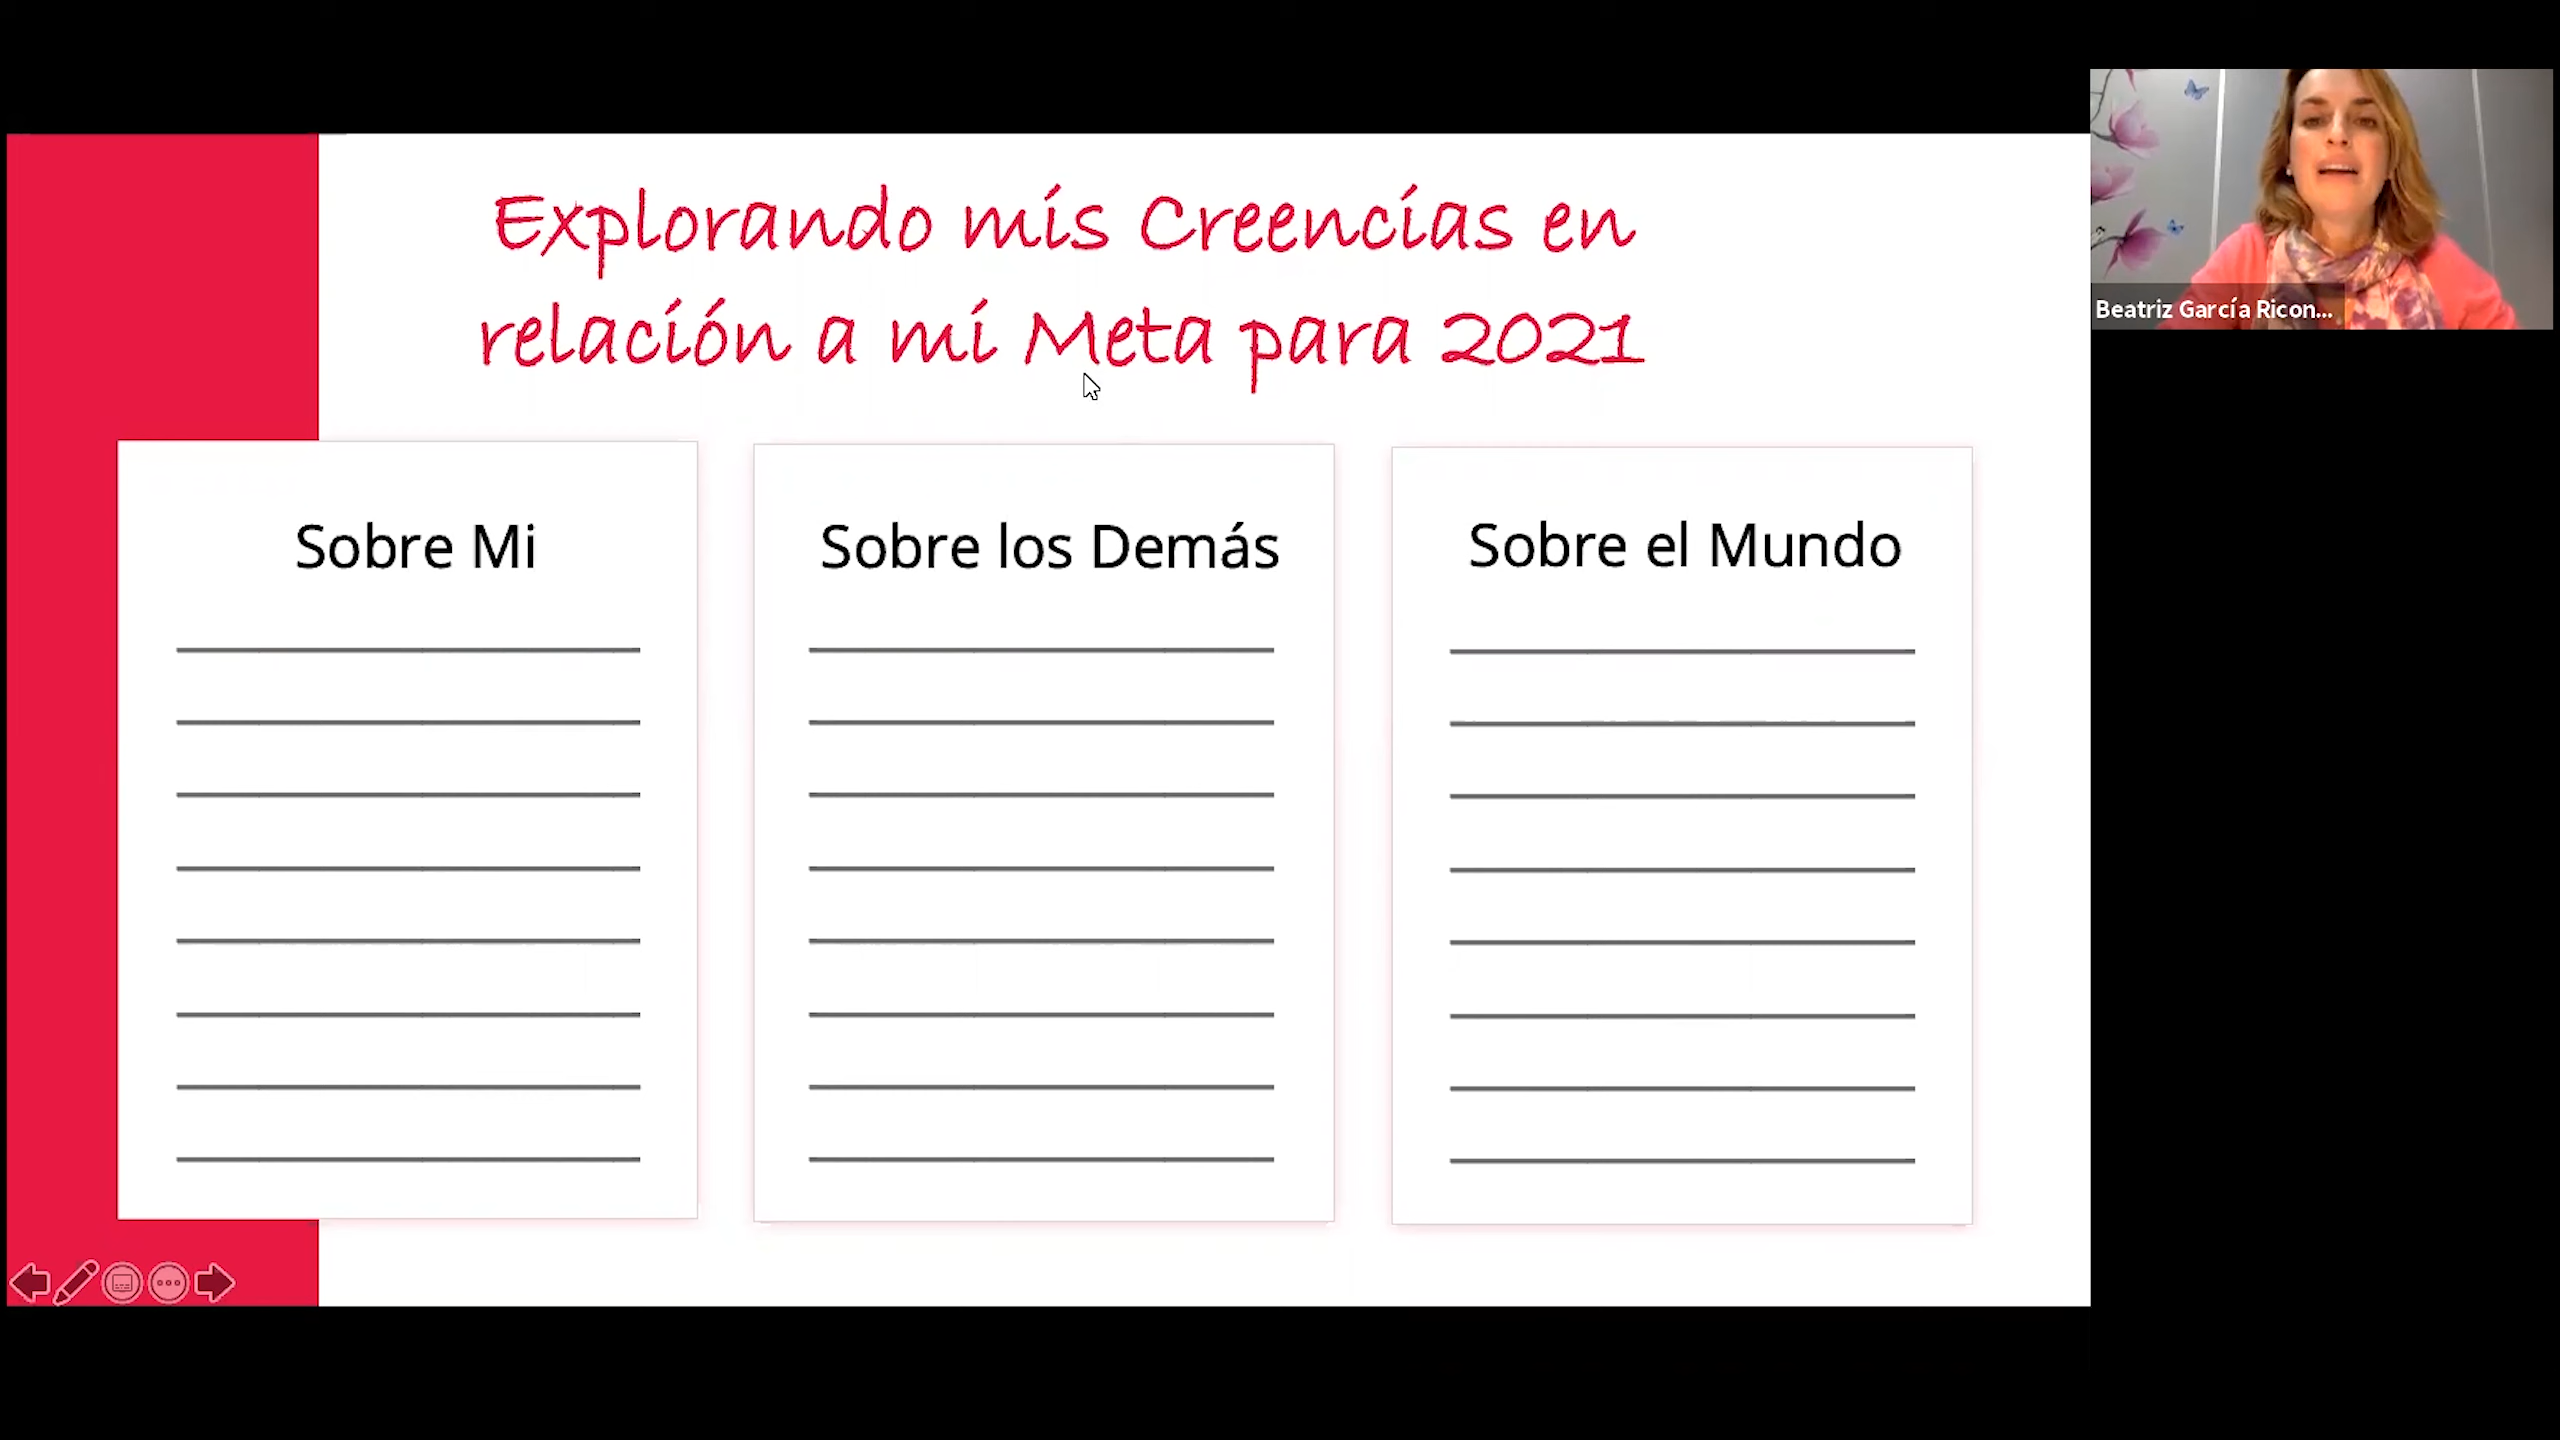 Explorando mis Creencias en
relación a mi Meta para 2021
Sobre Mi
Sobre los Demás
Sobre el Mundo
Beatriz García Ricon...